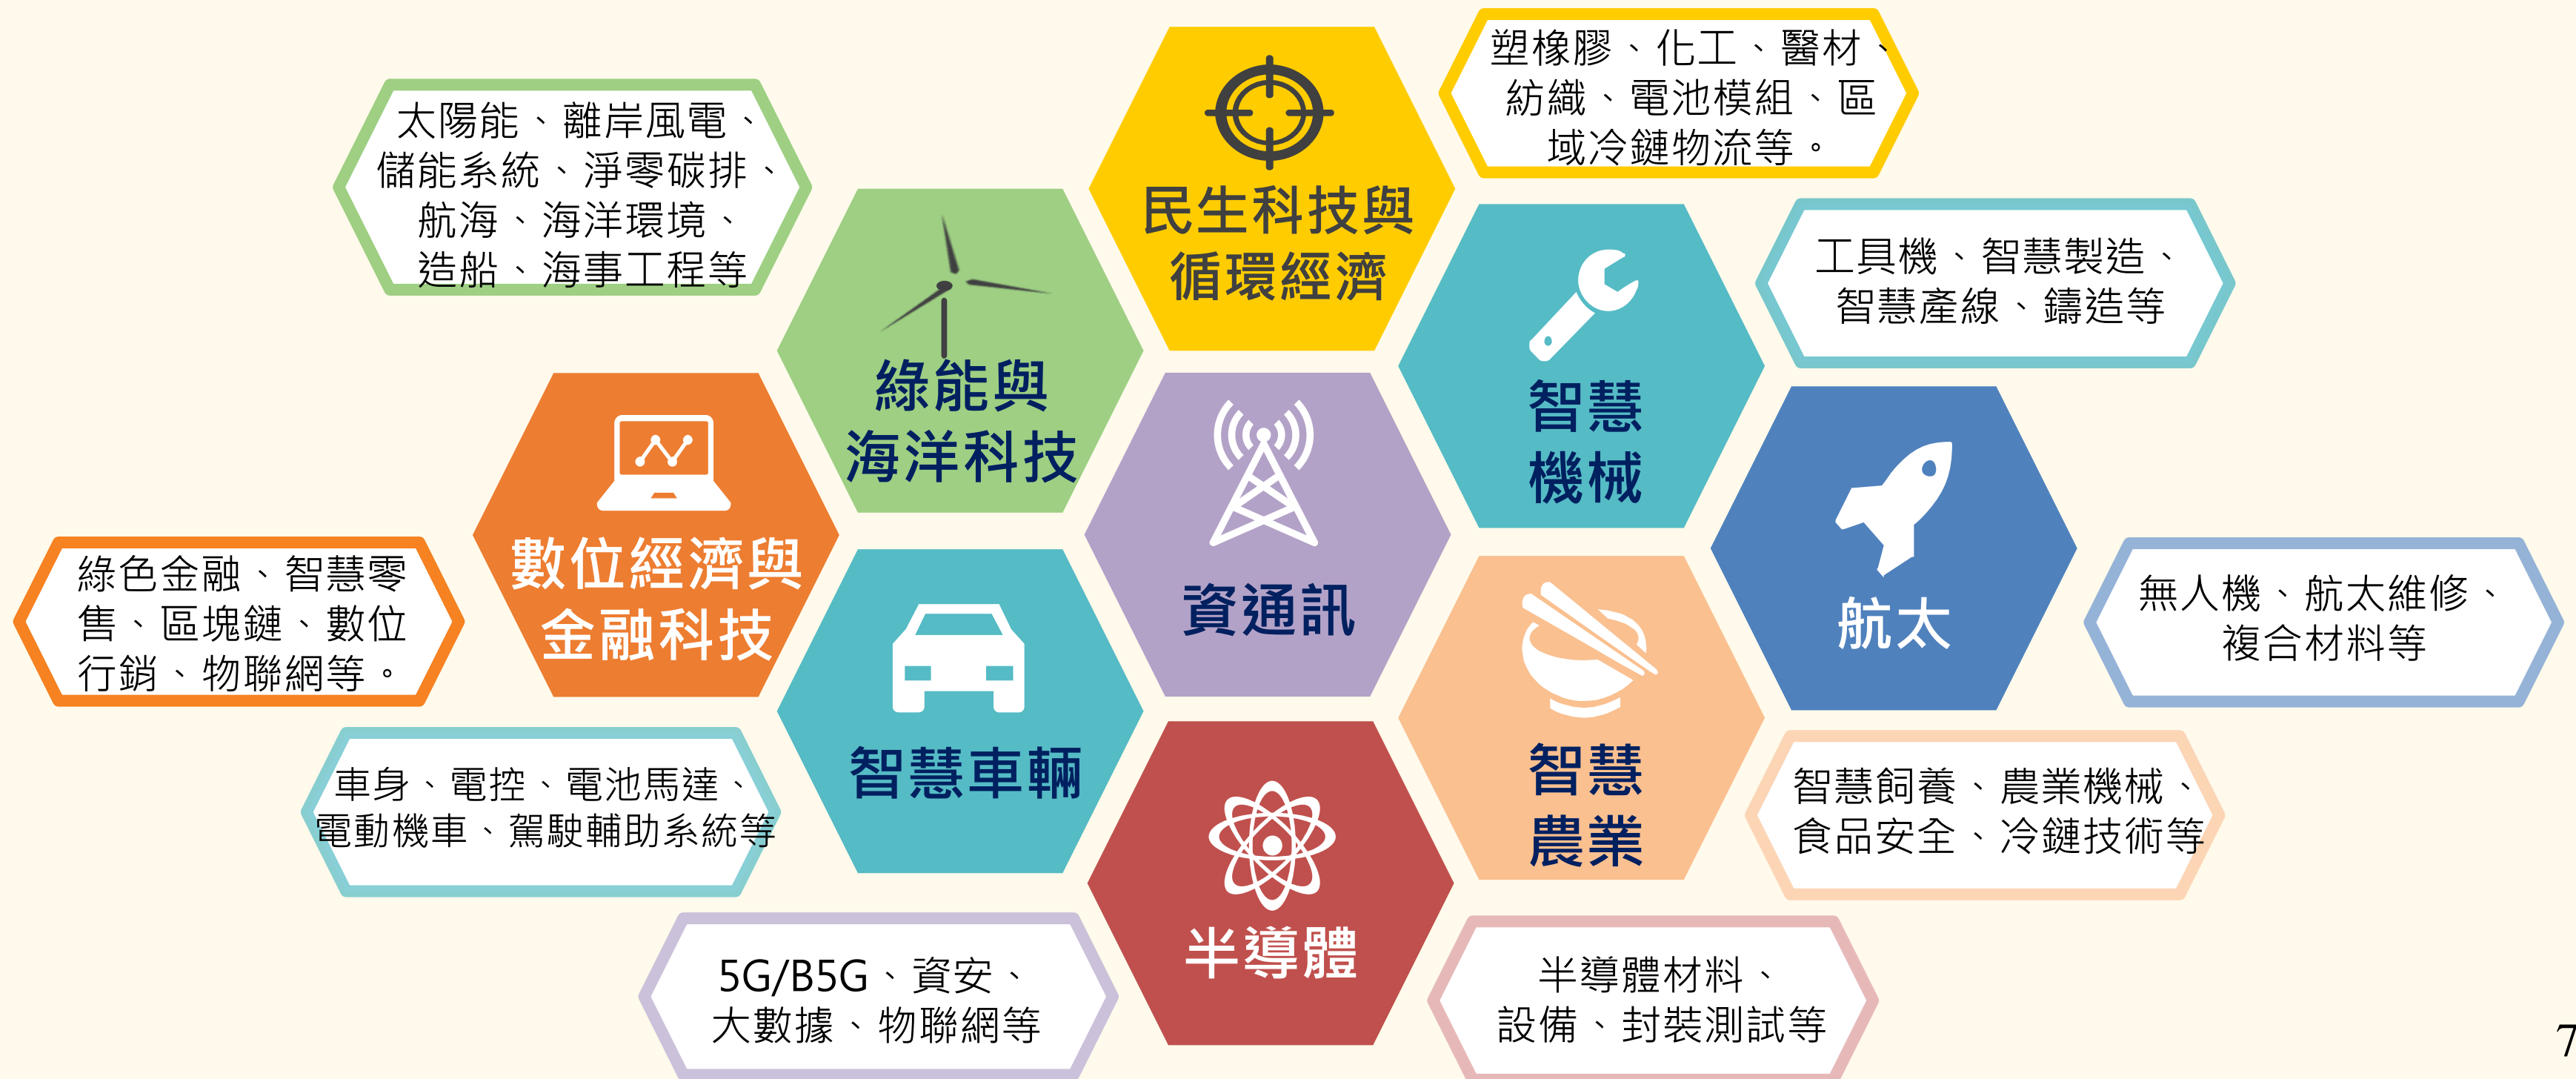 塑橡膠、化工、醫材、
紡織、電池模組、區
域冷鏈物流等。
太陽能、離岸風電、
儲能系統、淨零碳排、
航海、海洋環境、
造船、海事工程等
民生科技與
循環經濟
工具機、智慧製造、
智慧產線、鑄造等
綠能與
海洋科技
智慧
機械
數位經濟與
金融科技
資通訊
航太
綠色金融、智慧零
售、區塊鏈、數位
行銷、物聯網等。
無人機、航太維修、
複合材料等
智慧車輛
智慧
農業
車身、電控、電池馬達、
電動機車、駕駛輔助系統等
智慧飼養、農業機械、
食品安全、冷鏈技術等
半導體
5G/B5G、資安、
大數據、物聯網等
半導體材料、
設備、封裝測試等
7